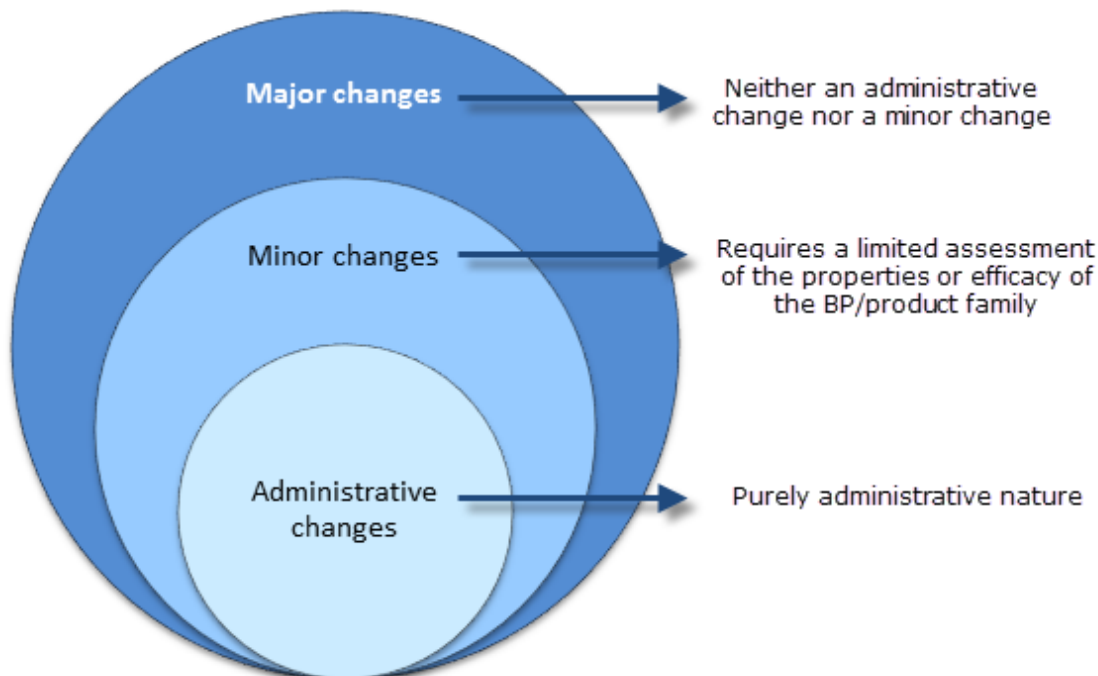 Major changes
Neither an administrative
change nor a minor change
Minor changes
Requires a limited assessment
of the properties or efficacy of
the BP/product family
Administrative
changes
Purely administrative nature